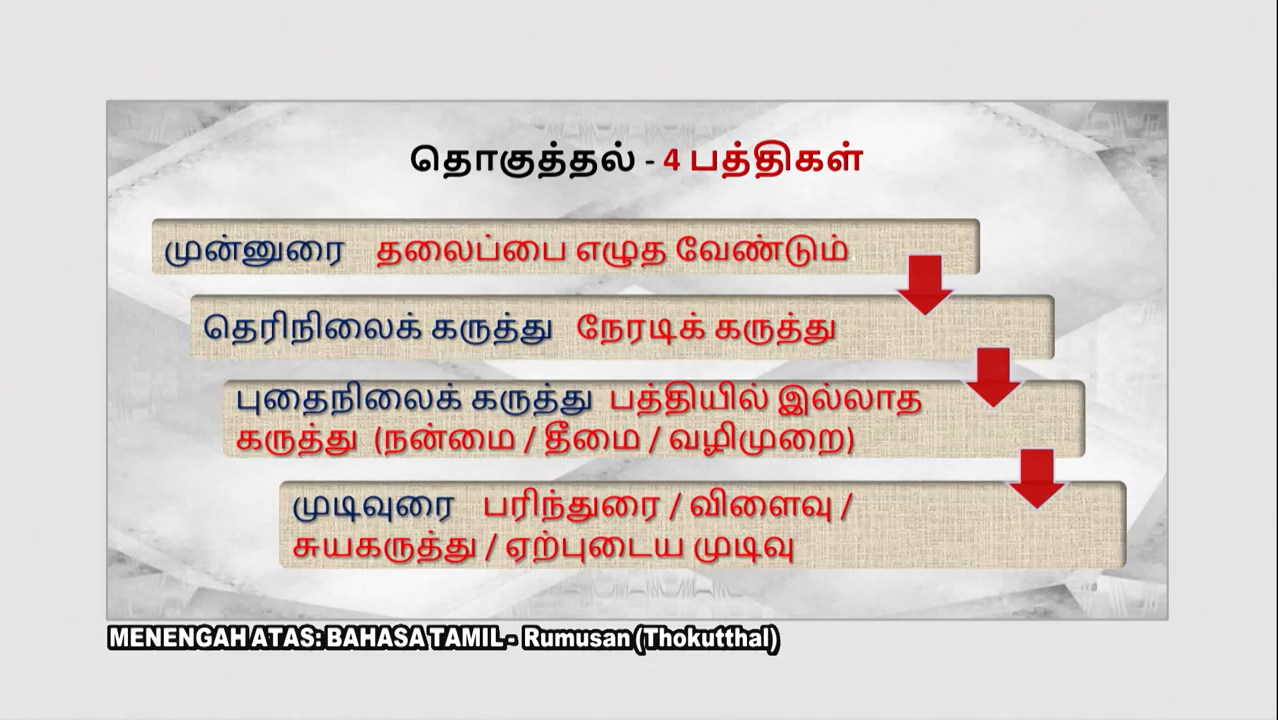 தொகுத்தல் - 4 பத்திகள்
முன்னுரை தலைப்பை எழுத வேண்டும்
தெரிநிலைக் கருத்து நேரடிக் கருத்து
புதைநிலைக் கருத்து பத்தியில் இல்லாத
கருத்து (நன்மை / தீமை / வழிமுறை)
முடிவுரை பரிந்துரை / விளைவு /
சுயகருத்து / ஏற்புடைய முடிவு
MENENGAH ATAS: BAHASA TAMIL - Rumusan (Thokutthal)